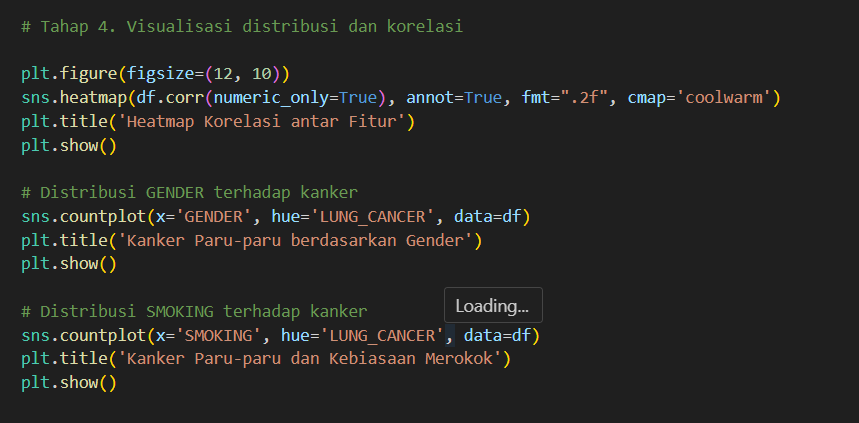 # Tahap 4. Visualisasi distribusi dan korelasi
plt.figure(figsize=(12, 10))
sns.heatmap(df.corr(numeric_only=True), annot=True, fmt=".2f", cmap='coolwarm')
plt.title('Heatmap Korelasi antar Fitur')
plt.show()
# Distribusi GENDER terhadap kanker
sns.countplot(x='GENDER', hue='LUNG_CANCER', data=df)
plt.title('Kanker Paru-paru berdasarkan Gender')
plt.show()
Loading...
# Distribusi SMOKING terhadap kanker
sns.countplot(x='SMOKING', hue='LUNG_CANCER', data=df)
plt.title('Kanker Paru-paru dan Kebiasaan Merokok')
plt.show()